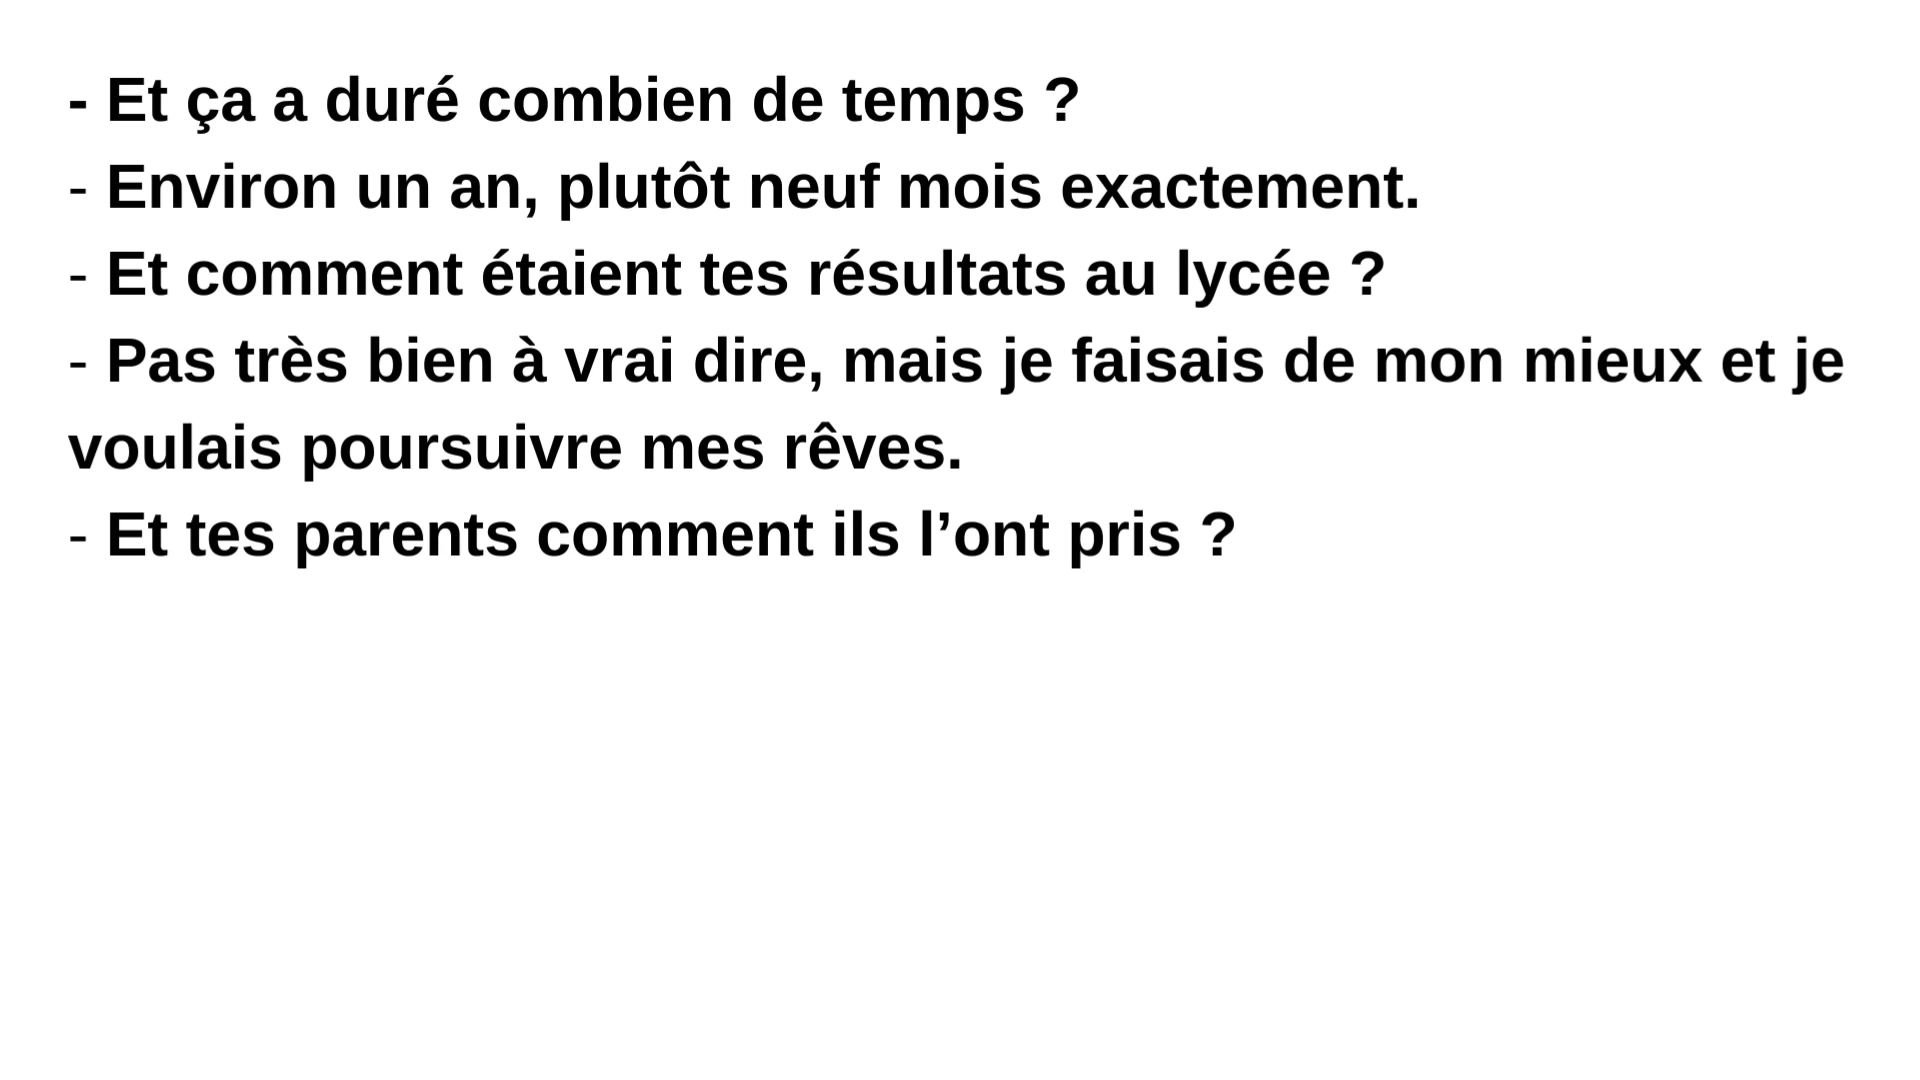 - Et ça a duré combien de temps ?
- Environ un an, plutôt neuf mois exactement.
- Et comment étaient tes résultats au lycée ?
- Pas très bien à vrai dire, mais je faisais de mon mieux et je
voulais poursuivre mes rêves.
- Et tes parents comment ils l’ont pris ?